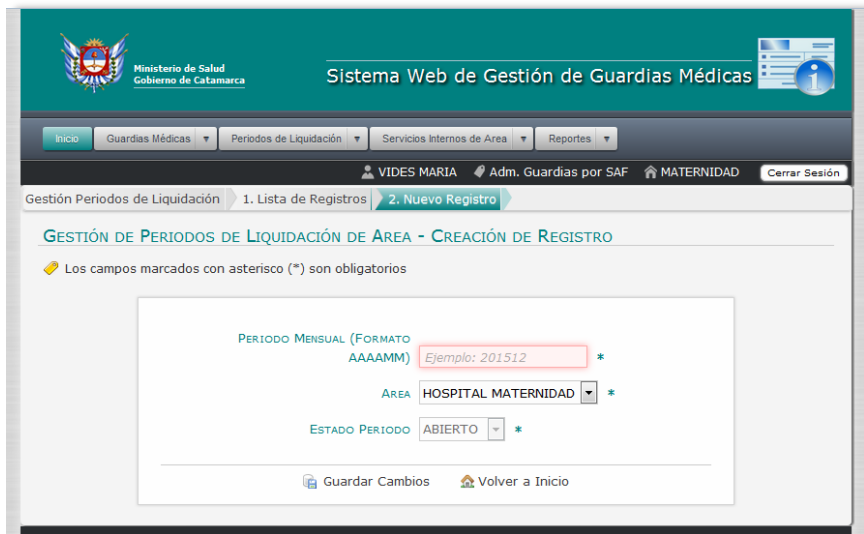 Ministerio de Salud
Gobierno de Catamarca
Sistema Web de Gestión de Guardias Médicas
Inicio Guardias Médicas Periodos de Liquidación Servicios Internos de Area Reportes
VIDES MARIA Adm. Guardias por SAF MATERNIDAD Cerrar Sesión
Gestión Periodos de Liquidación 1. Lista de Registros 2. Nuevo Registro
Gestión de Periodos de Liquidación de Area - Creación de Registro
Los campos marcados con asterisco (*) son obligatorios
Periodo Mensual (Formato
AAAAMM) Ejemplo: 201512 *
Area HOSPITAL MATERNIDAD *
Estado Periodo ABIERTO *
Guardar Cambios Volver a Inicio